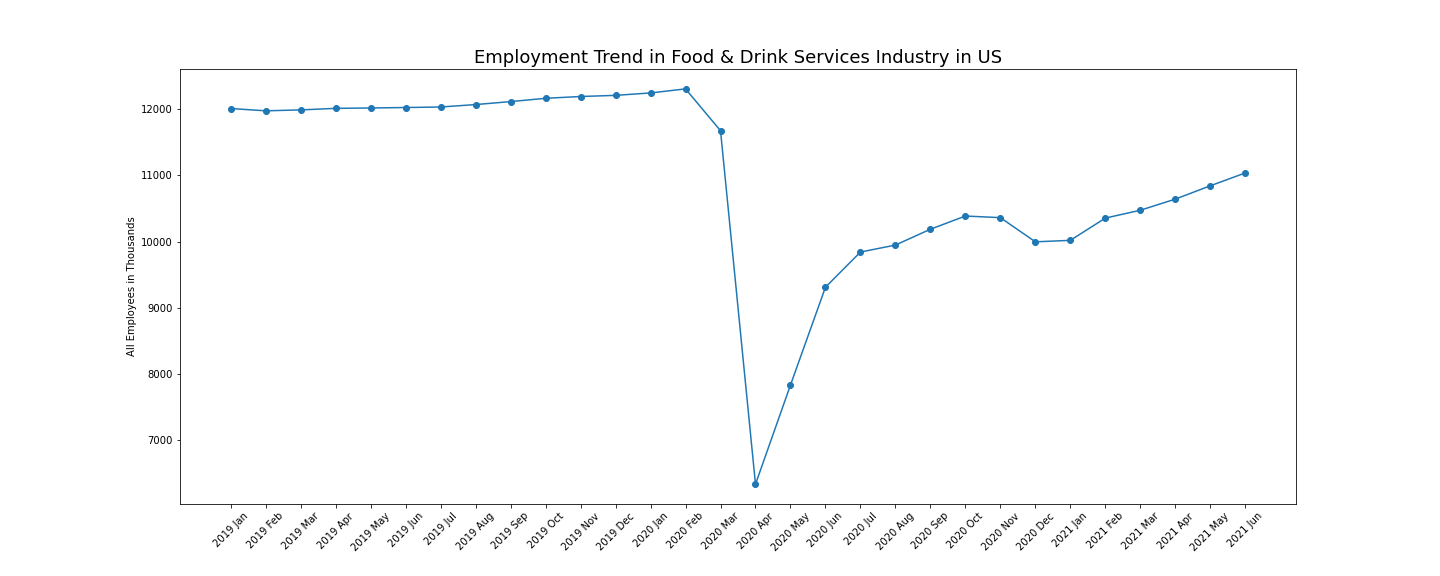 Employment Trend in Food & Drink Services Industry in US
All Employees in Thousands
12000
11000
10000
9000
8000
7000
2019 Jan
2019 Feb
2019 Mar
2019 Apr
2019 May
2019 Jun
2019 Jul
2019 Aug
2019 Sep
2019 Oct
2019 Nov
2019 Dec
2020 Jan
2020 Feb
2020 Mar
2020 Apr
2020 May
2020 Jun
2020 Jul
2020 Aug
2020 Sep
2020 Oct
2020 Nov
2020 Dec
2021 Jan
2021 Feb
2021 Mar
2021 Apr
2021 May
2021 Jun